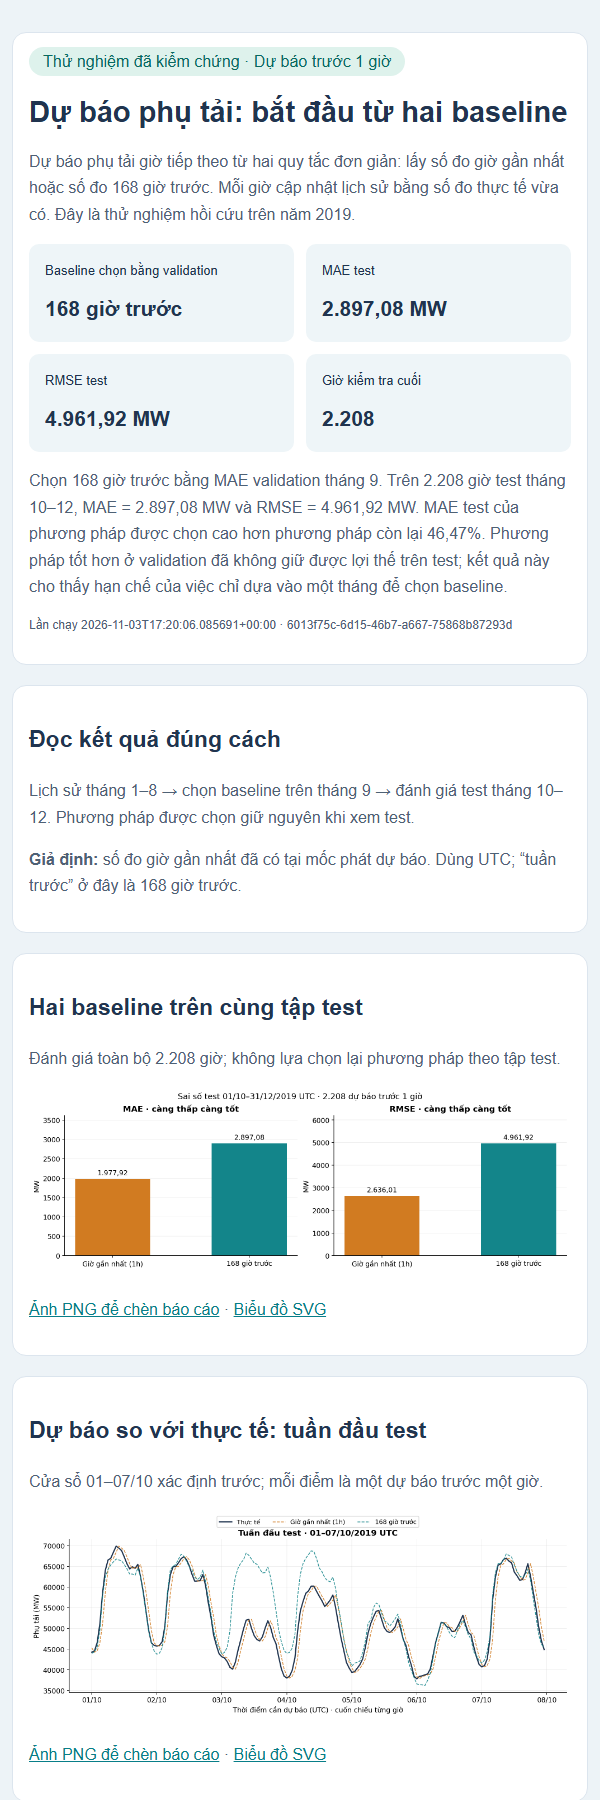 Thử nghiệm đã kiểm chứng · Dự báo trước 1 giờ
Dự báo phụ tải: bắt đầu từ hai baseline
Dự báo phụ tải giờ tiếp theo từ hai quy tắc đơn giản: lấy số đo giờ gần nhất
hoặc số đo 168 giờ trước. Mỗi giờ cập nhật lịch sử bằng số đo thực tế vừa
có. Đây là thử nghiệm hồi cứu trên năm 2019.
Baseline chọn bằng validation
168 giờ trước
MAE test
2.897,08 MW
RMSE test
4.961,92 MW
Giờ kiểm tra cuối
2.208
Chọn 168 giờ trước bằng MAE validation tháng 9. Trên 2.208 giờ test tháng
10–12, MAE = 2.897,08 MW và RMSE = 4.961,92 MW. MAE test của
phương pháp được chọn cao hơn phương pháp còn lại 46,47%. Phương
pháp tốt hơn ở validation đã không giữ được lợi thế trên test; kết quả này
cho thấy hạn chế của việc chỉ dựa vào một tháng để chọn baseline.
Lần chạy 2026-11-03T17:20:06.085691+00:00 · 6013f75c-6d15-46b7-a667-75868b87293d
Đọc kết quả đúng cách
Lịch sử tháng 1–8 → chọn baseline trên tháng 9 → đánh giá test tháng 10–
12. Phương pháp được chọn giữ nguyên khi xem test.
Giả định: số đo giờ gần nhất đã có tại mốc phát dự báo. Dùng UTC; “tuần
trước” ở đây là 168 giờ trước.
Hai baseline trên cùng tập test
Đánh giá toàn bộ 2.208 giờ; không lựa chọn lại phương pháp theo tập test.
Sai số test 01/10–31/12/2019 UTC · 2.208 dự báo trước 1 giờ
MAE · càng thấp càng tốt
3500
3000
2500
2000
1500
1000
500
0
MW
1.977,92
2.897,08
Giờ gần nhất (1h)
168 giờ trước
RMSE · càng thấp càng tốt
6000
5000
4000
3000
2000
1000
0
MW
2.636,01
4.961,92
Giờ gần nhất (1h)
168 giờ trước
Ảnh PNG để chèn báo cáo · Biểu đồ SVG
Dự báo so với thực tế: tuần đầu test
Cửa sổ 01–07/10 xác định trước; mỗi điểm là một dự báo trước một giờ.
Thực tế
Giờ gần nhất (1h)
168 giờ trước
Tuần đầu test · 01–07/10/2019 UTC
70000
65000
60000
55000
50000
45000
40000
35000
Phụ tải (MW)
01/10
02/10
03/10
04/10
05/10
06/10
07/10
08/10
Thời điểm cần dự báo (UTC) · cuốn chiếu từng giờ
Ảnh PNG để chèn báo cáo · Biểu đồ SVG